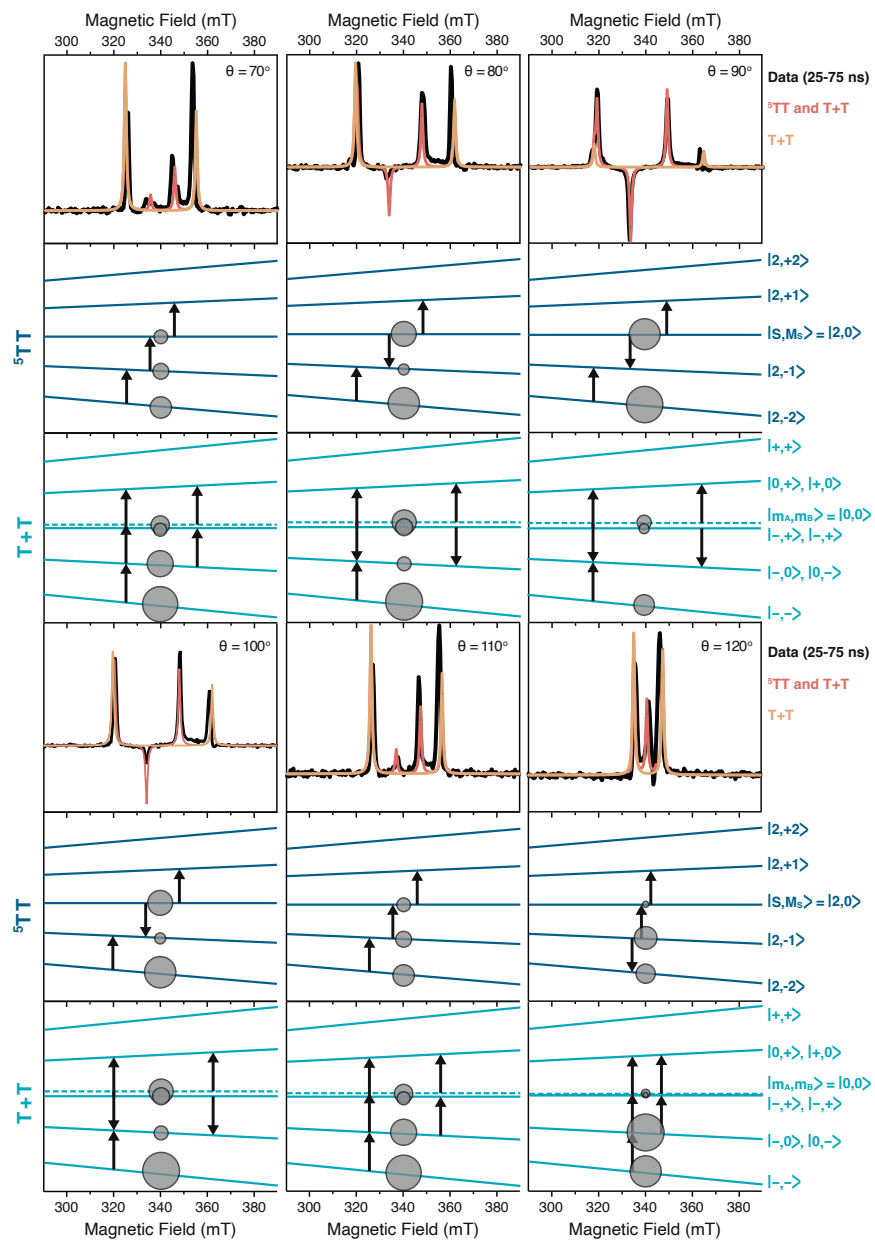 Magnetic Field (mT) Magnetic Field (mT) Magnetic Field (mT)
300 320 340 360 380 300 320 340 360 380 300 320 340 360 380
θ = 70° θ = 80° θ = 90°
Data (25-75 ns)
⁵TT and T+T
T+T
⁵TT
|2,+2⟩
|2,+1⟩
|S,Mₛ⟩ = |2,0⟩
|2,-1⟩
|2,-2⟩
T+T
|+,+⟩
|0,+⟩, |+,0⟩
|mₐ,m_B⟩ = |0,0⟩
|-,+⟩, |-,+⟩
|-,0⟩, |0,-⟩
|-,-⟩
θ = 100° θ = 110° θ = 120°
Data (25-75 ns)
⁵TT and T+T
T+T
⁵TT
|2,+2⟩
|2,+1⟩
|S,Mₛ⟩ = |2,0⟩
|2,-1⟩
|2,-2⟩
T+T
|+,+⟩
|0,+⟩, |+,0⟩
|mₐ,m_B⟩ = |0,0⟩
|-,+⟩, |-,+⟩
|-,0⟩, |0,-⟩
|-,-⟩
300 320 340 360 380 300 320 340 360 380 300 320 340 360 380
Magnetic Field (mT) Magnetic Field (mT) Magnetic Field (mT)